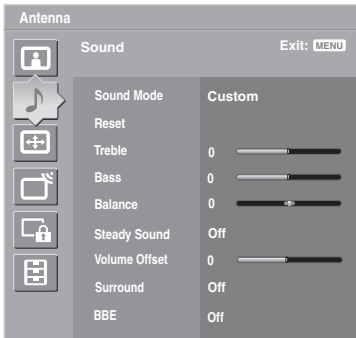 Antenna
Sound Exit: MENU
Sound Mode Custom
Reset
Treble 0
Bass 0
Balance 0
Steady Sound Off
Volume Offset 0
Surround Off
BBE Off